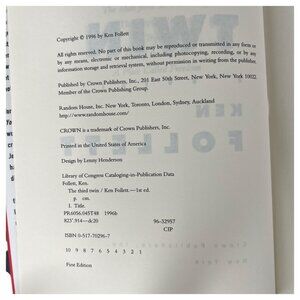 Copyright © 1996 by Ken Follett
All rights reserved. No part of this book may be reproduced or transmitted in any form or
by any means, electronic or mechanical, including photocopying, recording, or by any
information storage and retrieval system, without permission in writing from the publisher.
Published by Crown Publishers, Inc., 201 East 50th Street, New York, New York 10022.
Member of the Crown Publishing Group.
Random House, Inc. New York, Toronto, London, Sydney, Auckland
http://www.randomhouse.com/
CROWN is a trademark of Crown Publishers, Inc.
Printed in the United States of America
Design by Lenny Henderson
Library of Congress Cataloging-in-Publication Data
Follett, Ken.
The third twin / Ken Follett.—1st ed.
p. cm.
I. Title.
PR6056.O45T48 1996b
823'.914—dc20 96-32957
CIP
ISBN 0-517-70296-7
10 9 8 7 6 5 4 3 2 1
First Edition